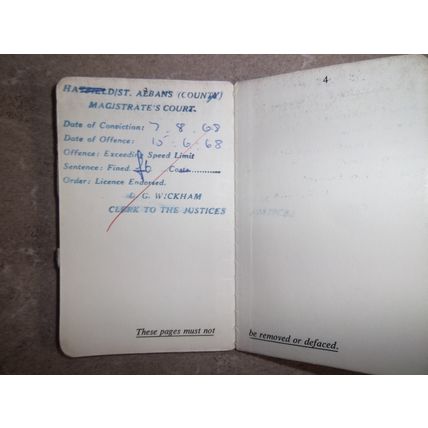 HATFIELD/ST. ALBANS (COUNTY)
MAGISTRATE'S COURT.
Date of Conviction: 7.8.68
Date of Offence: 15.6.68
Offence: Exceeding Speed Limit
Sentence: Fined £6 Costs............
Order: Licence Endorsed.
G. WICKHAM
CLERK TO THE JUSTICES
These pages must not
4
be removed or defaced.